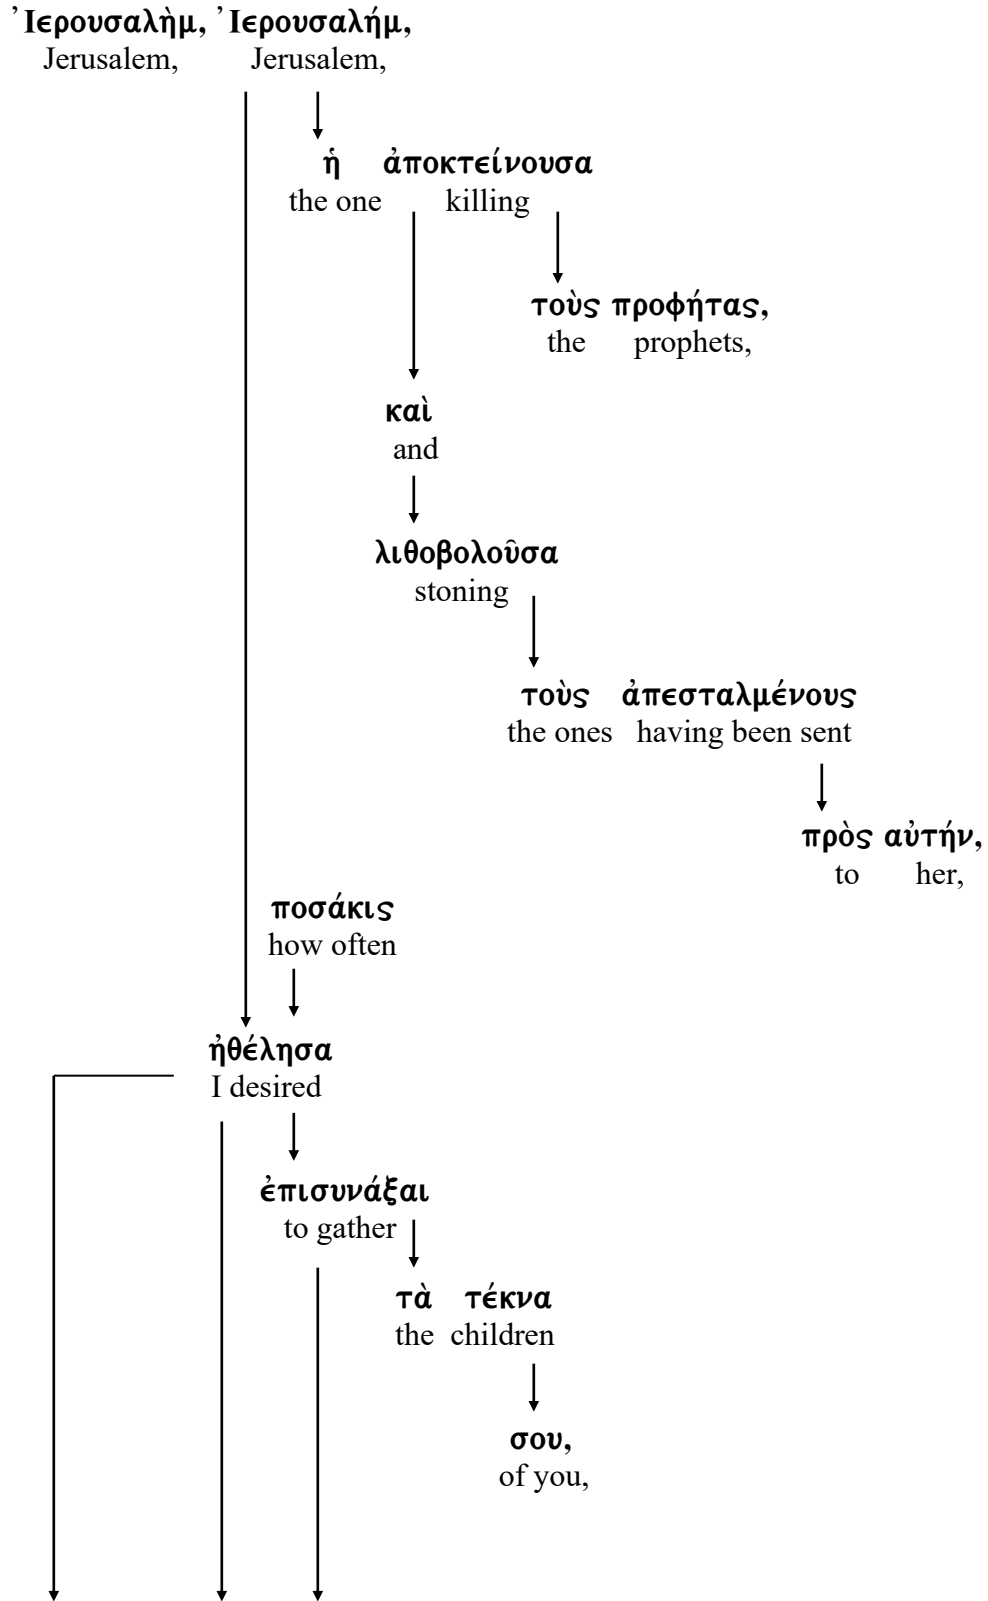 Ἰερουσαλὴμ, Ἰερουσαλήμ,
Jerusalem, Jerusalem,
ἡ ἀποκτείνουσα
the one killing
τοὺς προφήτας,
the prophets,
καὶ
and
λιθοβολοῦσα
stoning
τοὺς ἀπεσταλμένους
the ones having been sent
πρὸς αὐτήν,
to her,
ποσάκις
how often
ἠθέλησα
I desired
ἐπισυνάξαι
to gather
τὰ τέκνα
the children
σου,
of you,